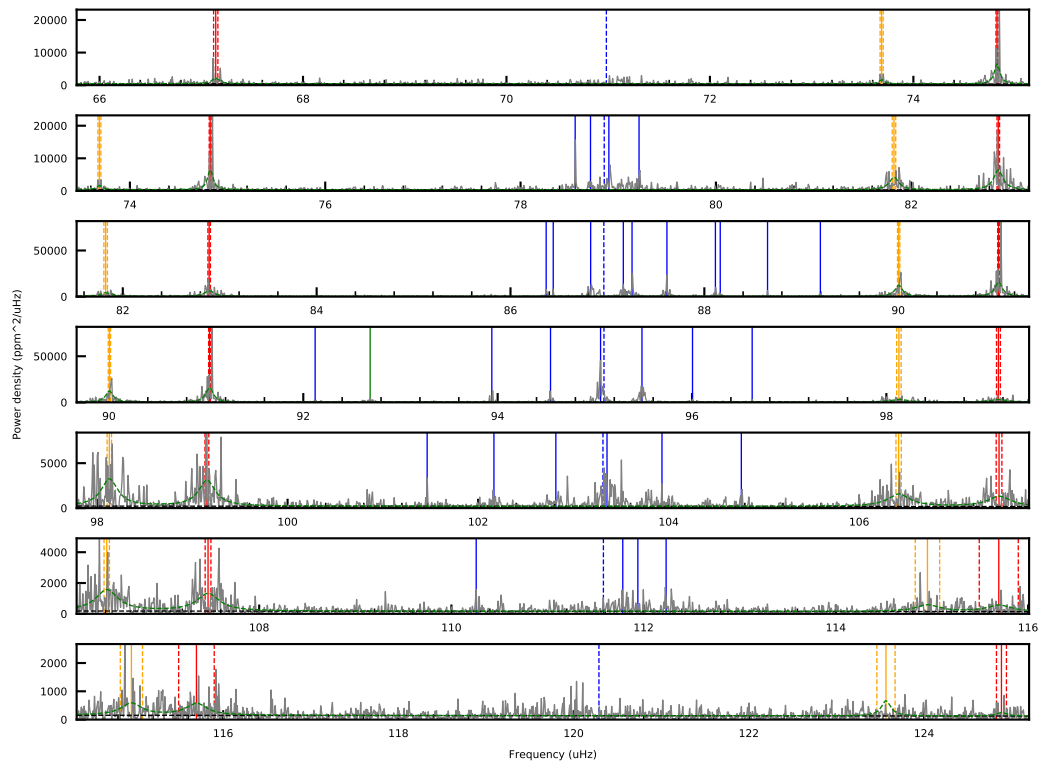 20000
10000
0
66 68 70 72 74
20000
10000
0
74 76 78 80 82
50000
0
82 84 86 88 90
50000
0
90 92 94 96 98
5000
0
98 100 102 104 106
4000
2000
0
108 110 112 114 116
2000
1000
0
116 118 120 122 124
Power density (ppm^2/uHz)
Frequency (uHz)